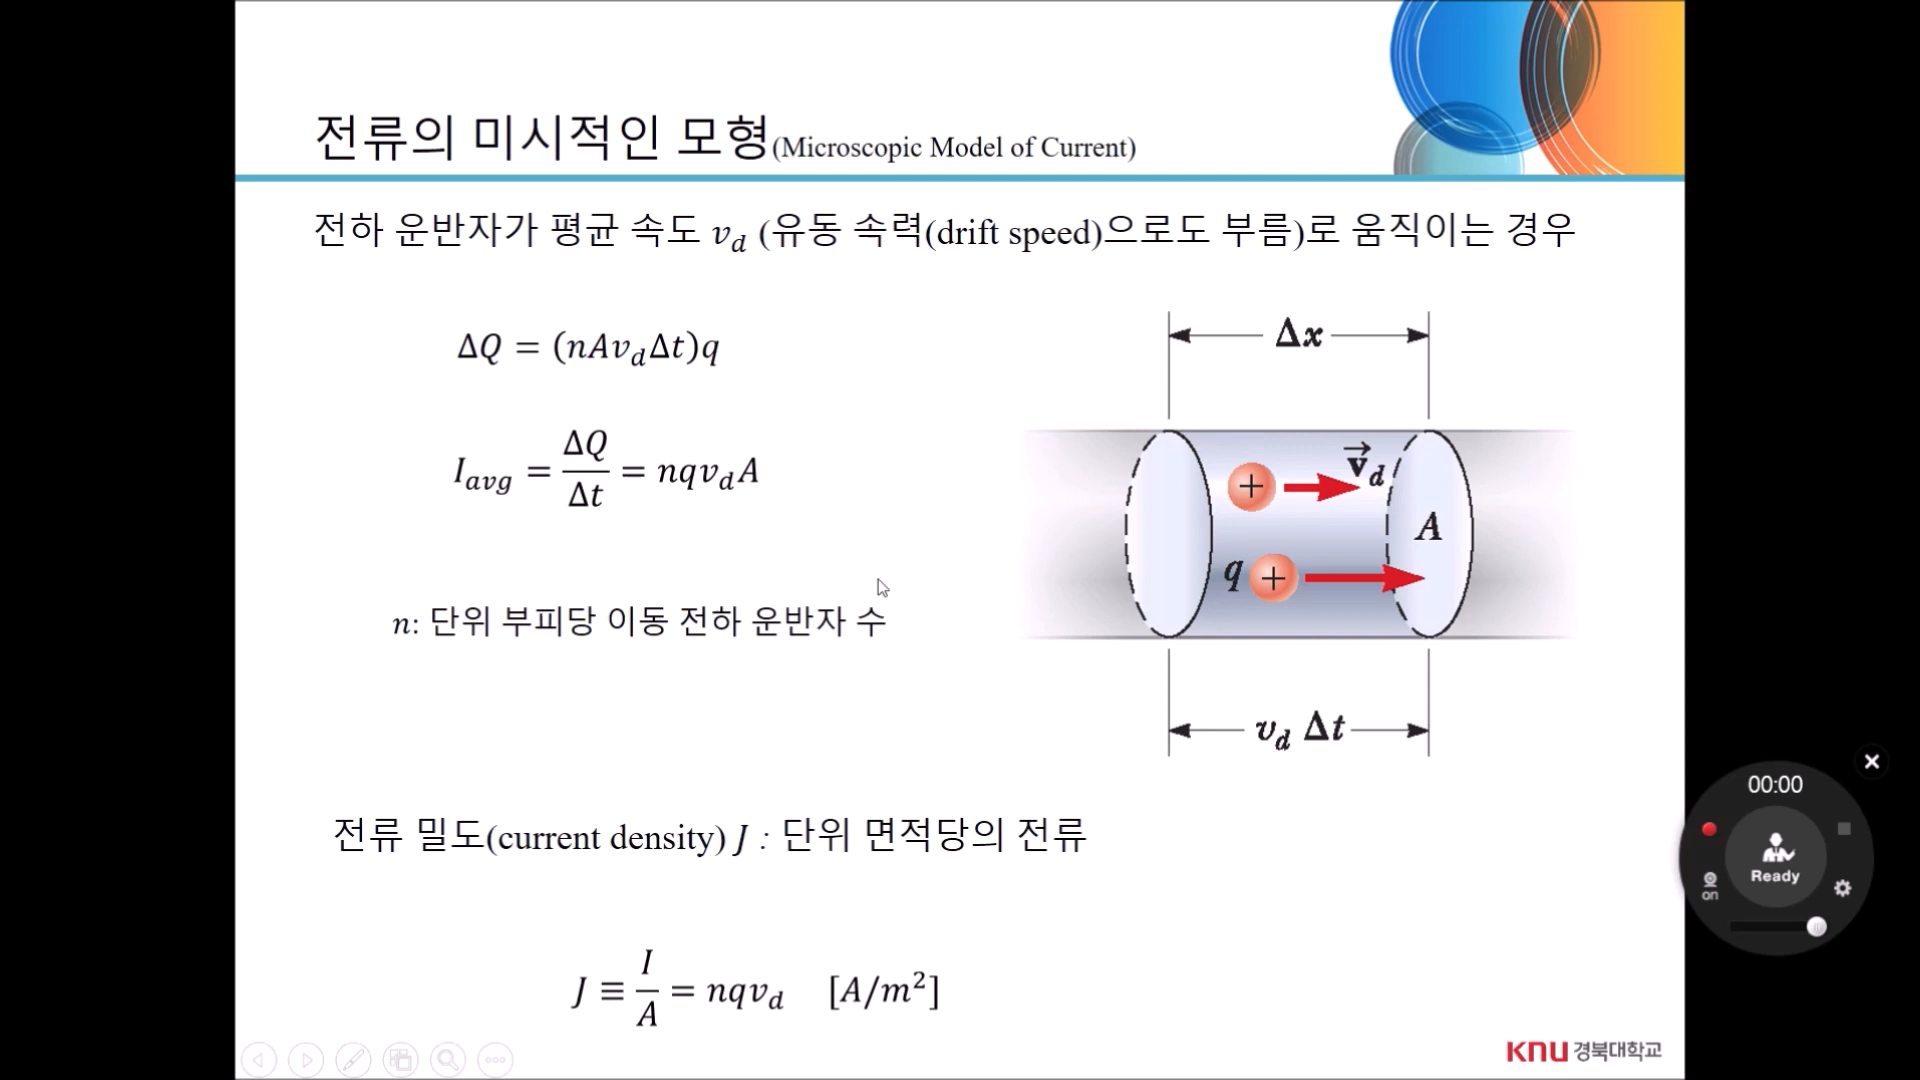 전류의 미시적인 모형(Microscopic Model of Current)
전하 운반자가 평균 속도 v_d (유동 속력(drift speed)으로도 부름)로 움직이는 경우
ΔQ = (nAv_dΔt)q
I_avg = ΔQ/Δt = nqv_dA
n: 단위 부피당 이동 전하 운반자 수
Δx
v⃗_d
A
q
v_d Δt
전류 밀도(current density) J : 단위 면적당의 전류
J ≡ I/A = nqv_d [A/m²]
KNU 경북대학교
00:00
Ready
on